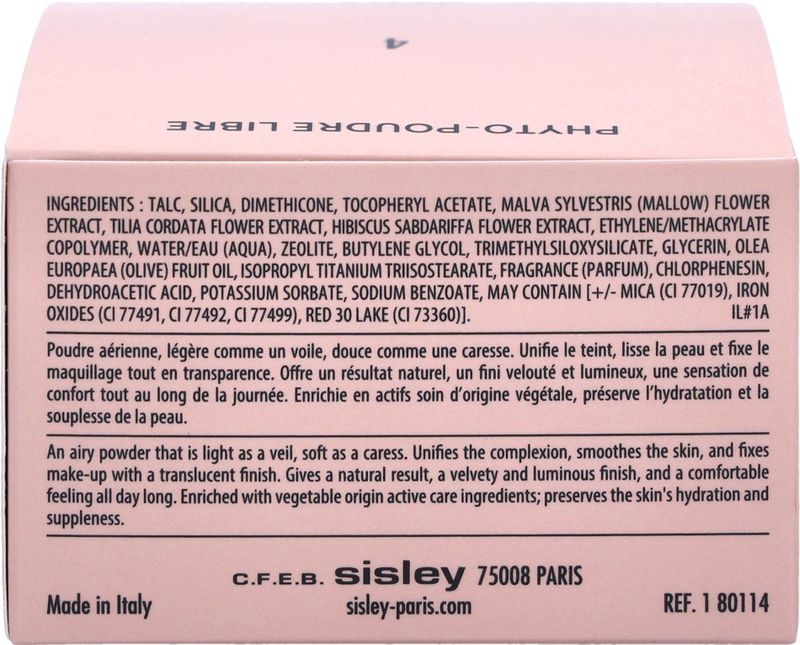 4
PHYTO-POUDRE LIBRE
INGREDIENTS : TALC, SILICA, DIMETHICONE, TOCOPHERYL ACETATE, MALVA SYLVESTRIS (MALLOW) FLOWER
EXTRACT, TILIA CORDATA FLOWER EXTRACT, HIBISCUS SABDARIFFA FLOWER EXTRACT, ETHYLENE/METHACRYLATE
COPOLYMER, WATER/EAU (AQUA), ZEOLITE, BUTYLENE GLYCOL, TRIMETHYLSILOXYSILICATE, GLYCERIN, OLEA
EUROPAEA (OLIVE) FRUIT OIL, ISOPROPYL TITANIUM TRIISOSTEARATE, FRAGRANCE (PARFUM), CHLORPHENESIN,
DEHYDROACETIC ACID, POTASSIUM SORBATE, SODIUM BENZOATE, MAY CONTAIN [+/- MICA (CI 77019), IRON
OXIDES (CI 77491, CI 77492, CI 77499), RED 30 LAKE (CI 73360)]. IL#1A
Poudre aérienne, légère comme un voile, douce comme une caresse. Unifie le teint, lisse la peau et fixe le
maquillage tout en transparence. Offre un résultat naturel, un fini velouté et lumineux, une sensation de
confort tout au long de la journée. Enrichie en actifs soin d'origine végétale, préserve l'hydratation et la
souplesse de la peau.
An airy powder that is light as a veil, soft as a caress. Unifies the complexion, smoothes the skin, and fixes
make-up with a translucent finish. Gives a natural result, a velvety and luminous finish, and a comfortable
feeling all day long. Enriched with vegetable origin active care ingredients; preserves the skin's hydration and
suppleness.
C.F.E.B. sisley 75008 PARIS
Made in Italy sisley-paris.com REF. 1 80114